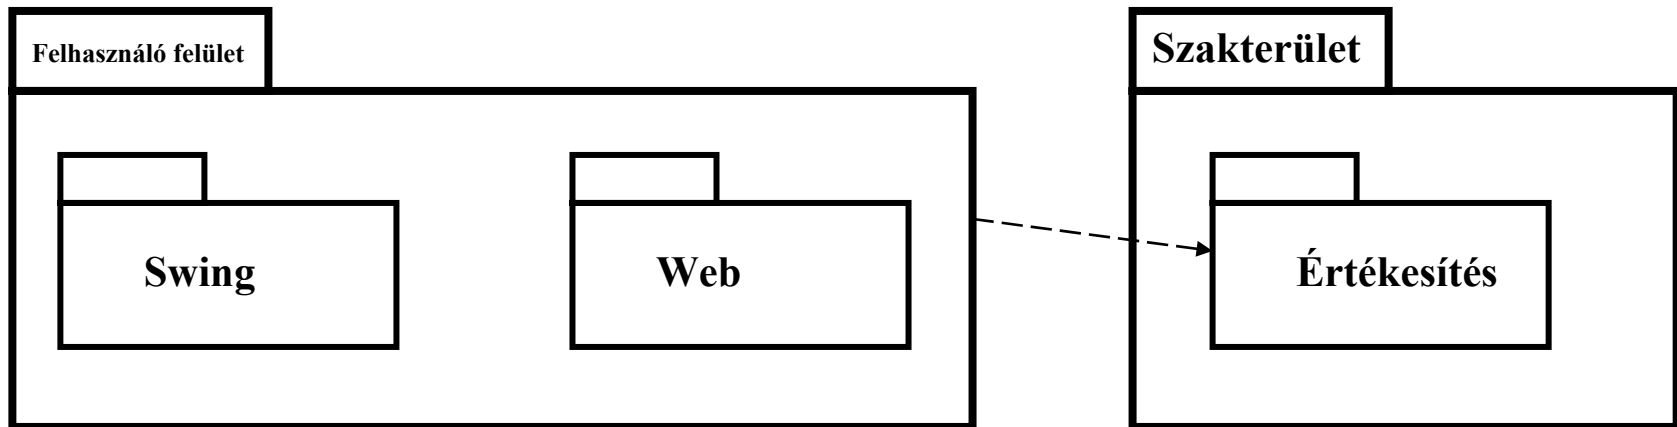 Felhasználó felület
Szakterület
Swing
Web
Értékesítés